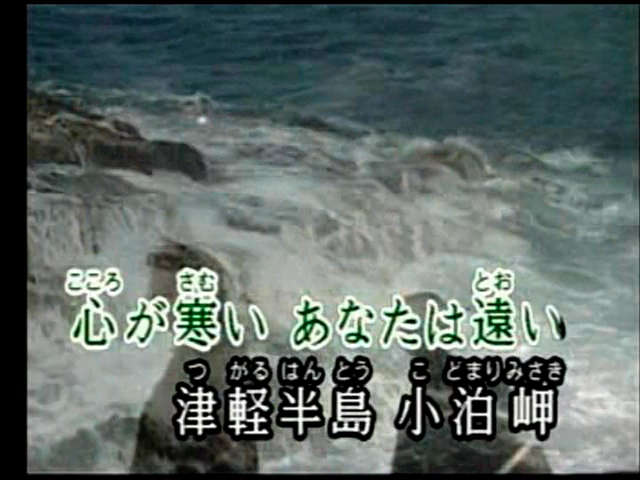 こころ さむ とお
心が寒い あなたは遠い
つ がる はん とう こ どまり みさき
津軽半島 小泊岬